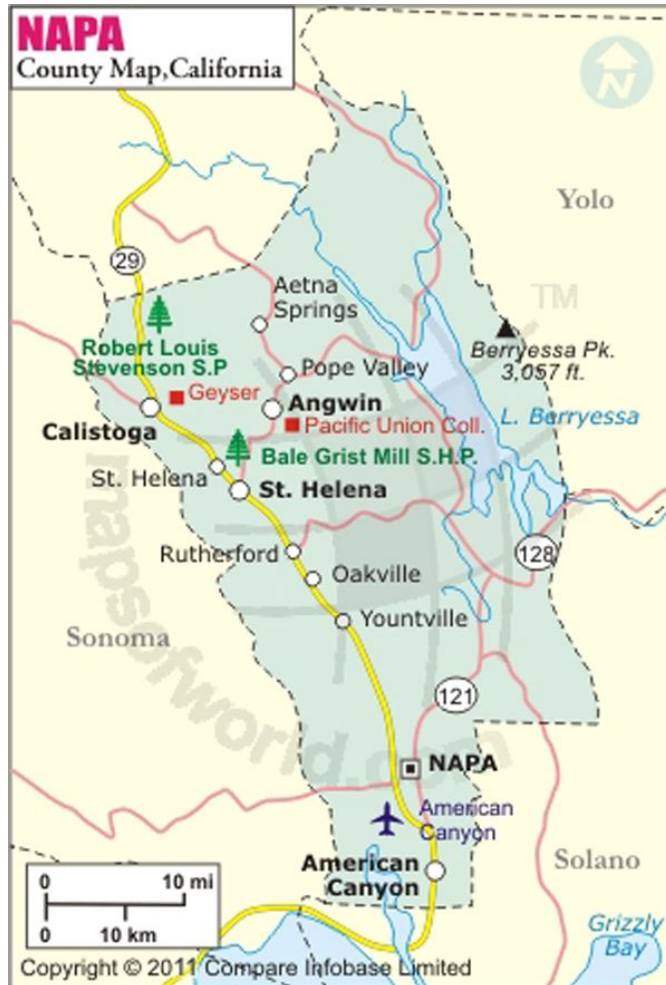 NAPA
County Map,California
N
Yolo
29
Aetna
Springs
TM
Robert Louis
Stevenson S.P
Berryessa Pk.
3,057 ft.
Pope Valley
Geyser
Angwin
L. Berryessa
Calistoga
Pacific Union Coll.
Bale Grist Mill S.H.P.
St. Helena
St. Helena
mapsofworld.com
Rutherford
128
Oakville
Yountville
Sonoma
121
NAPA
American
Canyon
American
Canyon
Solano
0 10 mi
0 10 km
Grizzly
Bay
Copyright © 2011 Compare Infobase Limited